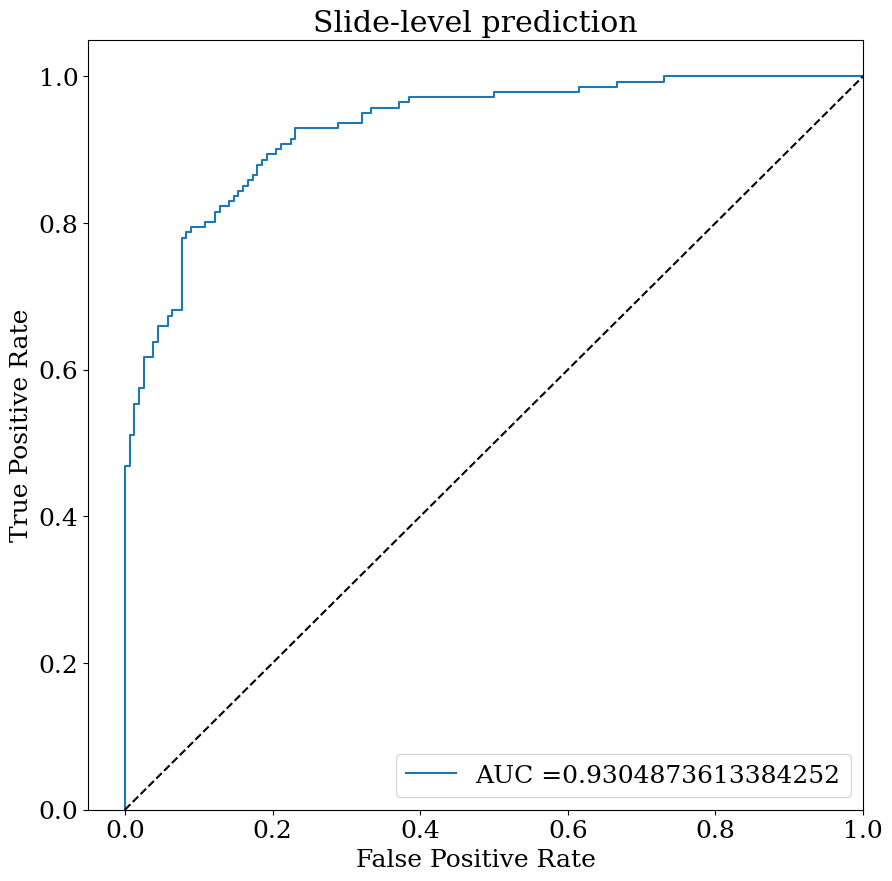 Slide-level prediction
True Positive Rate
1.0
0.8
0.6
0.4
0.2
0.0
AUC =0.9304873613384252
0.0 0.2 0.4 0.6 0.8 1.0
False Positive Rate